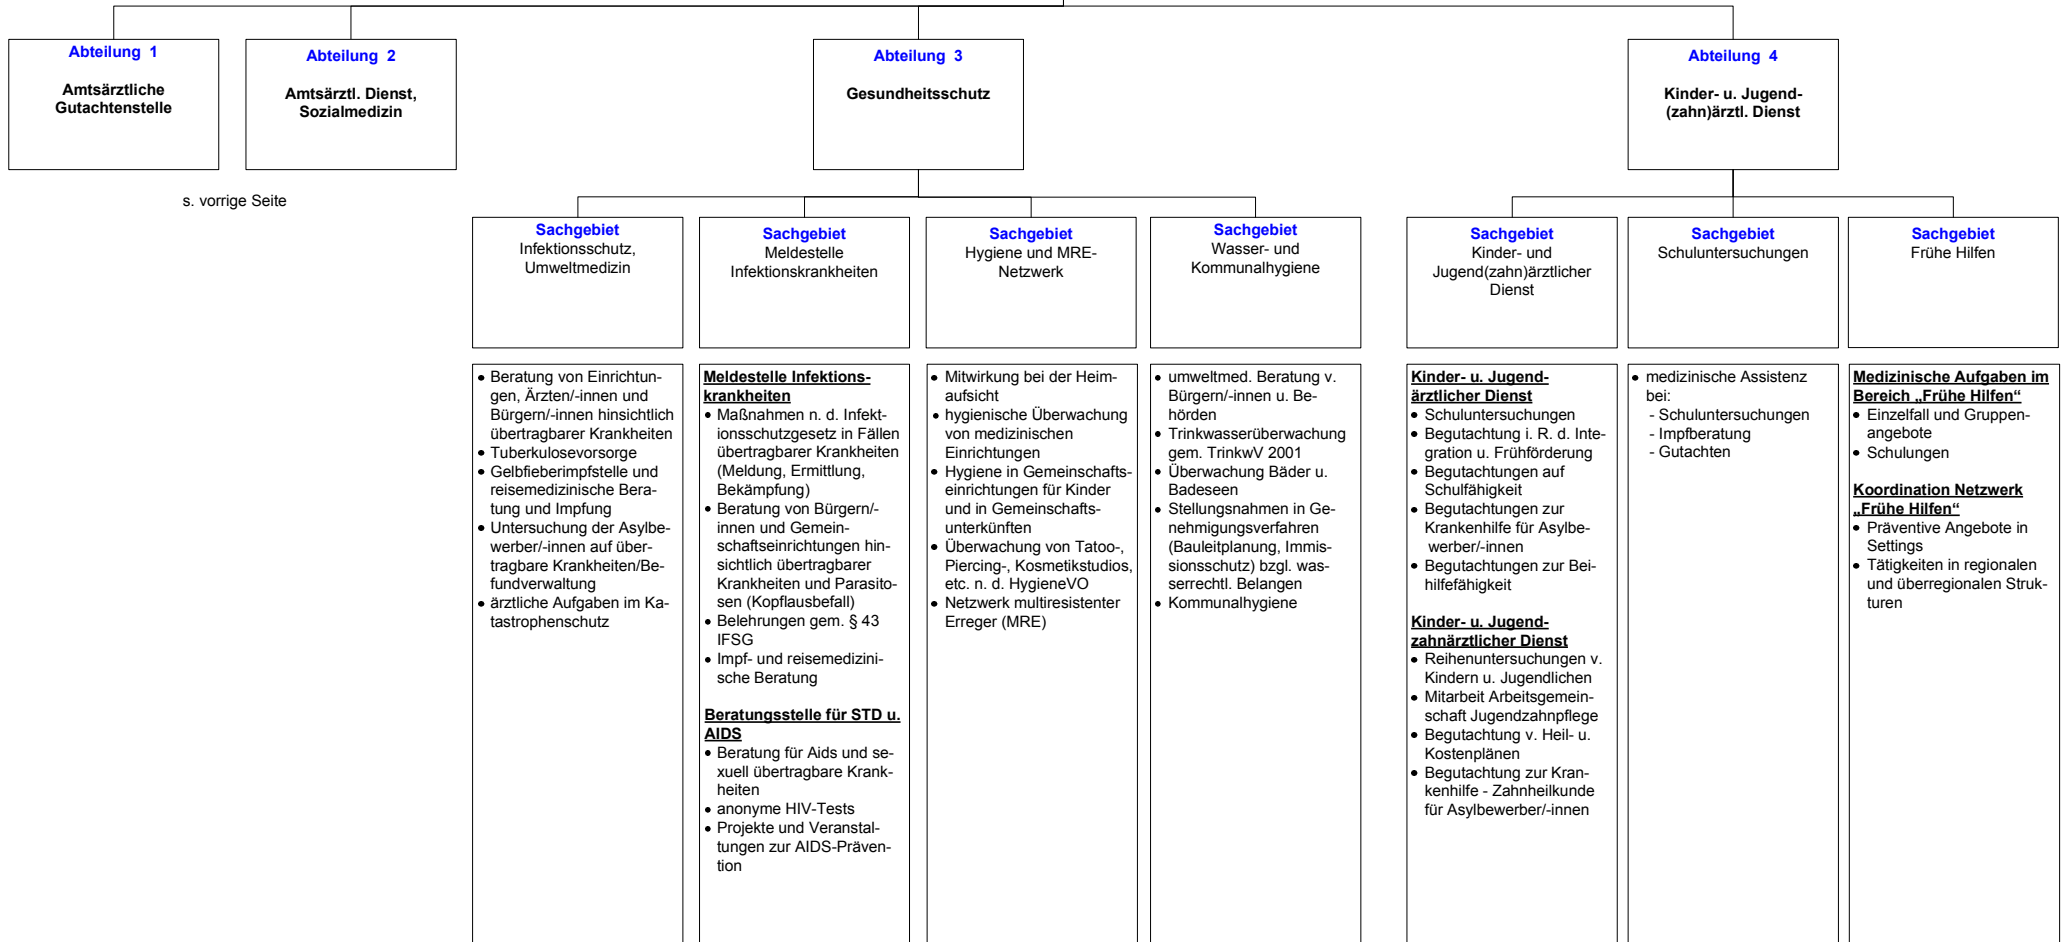 Abteilung 1
Amtsärztliche
Gutachtenstelle
Abteilung 2
Amtsärztl. Dienst,
Sozialmedizin
Abteilung 3
Gesundheitsschutz
Abteilung 4
Kinder- u. Jugend-
(zahn)ärztl. Dienst
s. vorrige Seite
Sachgebiet
Infektionsschutz,
Umweltmedizin
Sachgebiet
Meldestelle
Infektionskrankheiten
Sachgebiet
Hygiene und MRE-
Netzwerk
Sachgebiet
Wasser- und
Kommunalhygiene
Sachgebiet
Kinder- und
Jugend(zahn)ärztlicher
Dienst
Sachgebiet
Schuluntersuchungen
Sachgebiet
Frühe Hilfen
• Beratung von Einrichtun-
gen, Ärzten/-innen und
Bürgern/-innen hinsichtlich
übertragbarer Krankheiten
• Tuberkulosevorsorge
• Gelbfieberimpfstelle und
reisemedizinische Bera-
tung und Impfung
• Untersuchung der Asylbe-
werber/-innen auf über-
tragbare Krankheiten/Be-
fundverwaltung
• ärztliche Aufgaben im Ka-
tastrophenschutz
Meldestelle Infektions-
krankheiten
• Maßnahmen n. d. Infekt-
ionsschutzgesetz in Fällen
übertragbarer Krankheiten
(Meldung, Ermittlung,
Bekämpfung)
• Beratung von Bürgern/-
innen und Gemein-
schaftseinrichtungen hin-
sichtlich übertragbarer
Krankheiten und Parasito-
sen (Kopflausbefall)
• Belehrungen gem. § 43
IFSG
• Impf- und reisemedizini-
sche Beratung
Beratungsstelle für STD u.
AIDS
• Beratung für Aids und se-
xuell übertragbare Krank-
heiten
• anonyme HIV-Tests
• Projekte und Veranstal-
tungen zur AIDS-Präven-
tion
• Mitwirkung bei der Heim-
aufsicht
• hygienische Überwachung
von medizinischen
Einrichtungen
• Hygiene in Gemeinschafts-
einrichtungen für Kinder
und in Gemeinschafts-
unterkünften
• Überwachung von Tatoo-,
Piercing-, Kosmetikstudios,
etc. n. d. HygieneVO
• Netzwerk multiresistenter
Erreger (MRE)
• umweltmed. Beratung v.
Bürgern/-innen u. Be-
hörden
• Trinkwasserüberwachung
gem. TrinkwV 2001
• Überwachung Bäder u.
Badeseen
• Stellungsnahmen in Ge-
nehmigungsverfahren
(Bauleitplanung, Immis-
sionsschutz) bzgl. was-
serrechtl. Belangen
• Kommunalhygiene
Kinder- u. Jugend-
ärztlicher Dienst
• Schuluntersuchungen
• Begutachtung i. R. d. Inte-
gration u. Frühförderung
• Begutachtungen auf
Schulfähigkeit
• Begutachtungen zur
Krankenhilfe für Asylbe-
werber/-innen
• Begutachtungen zur Bei-
hilfefähigkeit
Kinder- u. Jugend-
zahnärztlicher Dienst
• Reihenuntersuchungen v.
Kindern u. Jugendlichen
• Mitarbeit Arbeitsgemein-
schaft Jugendzahnpflege
• Begutachtung v. Heil- u.
Kostenplänen
• Begutachtung zur Kran-
kenhilfe - Zahnheilkunde
für Asylbewerber/-innen
• medizinische Assistenz
bei:
- Schuluntersuchungen
- Impfberatung
- Gutachten
Medizinische Aufgaben im
Bereich „Frühe Hilfen“
• Einzelfall und Gruppen-
angebote
• Schulungen
Koordination Netzwerk
„Frühe Hilfen“
• Präventive Angebote in
Settings
• Tätigkeiten in regionalen
und überregionalen Struk-
turen